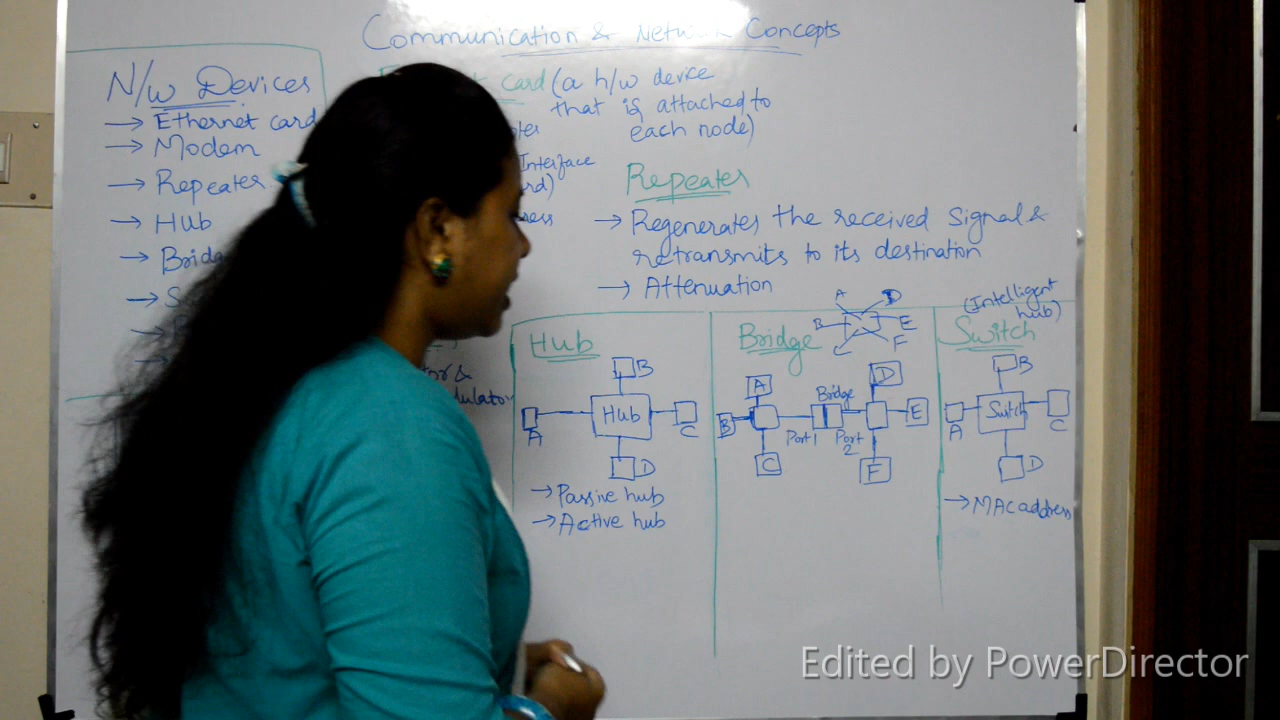 Communication & Network Concepts
N/w Devices
→ Ethernet card
→ Modem
→ Repeater
→ Hub
→
→
→
→
card (a h/w device
that is attached to
each node)
Interface
Repeater
→ Regenerates the received signal &
retransmits to its destination
→ Attenuation
Hub
B
Hub
A
C
D
→ Passive hub
→ Active hub
Bridge
A
D
B
E
C
F
A
D
Bridge
B
E
Port 1
Port 2
C
F
(Intelligent
hub)
Switch
B
Switch
A
C
D
→ MAC address
Edited by PowerDirector